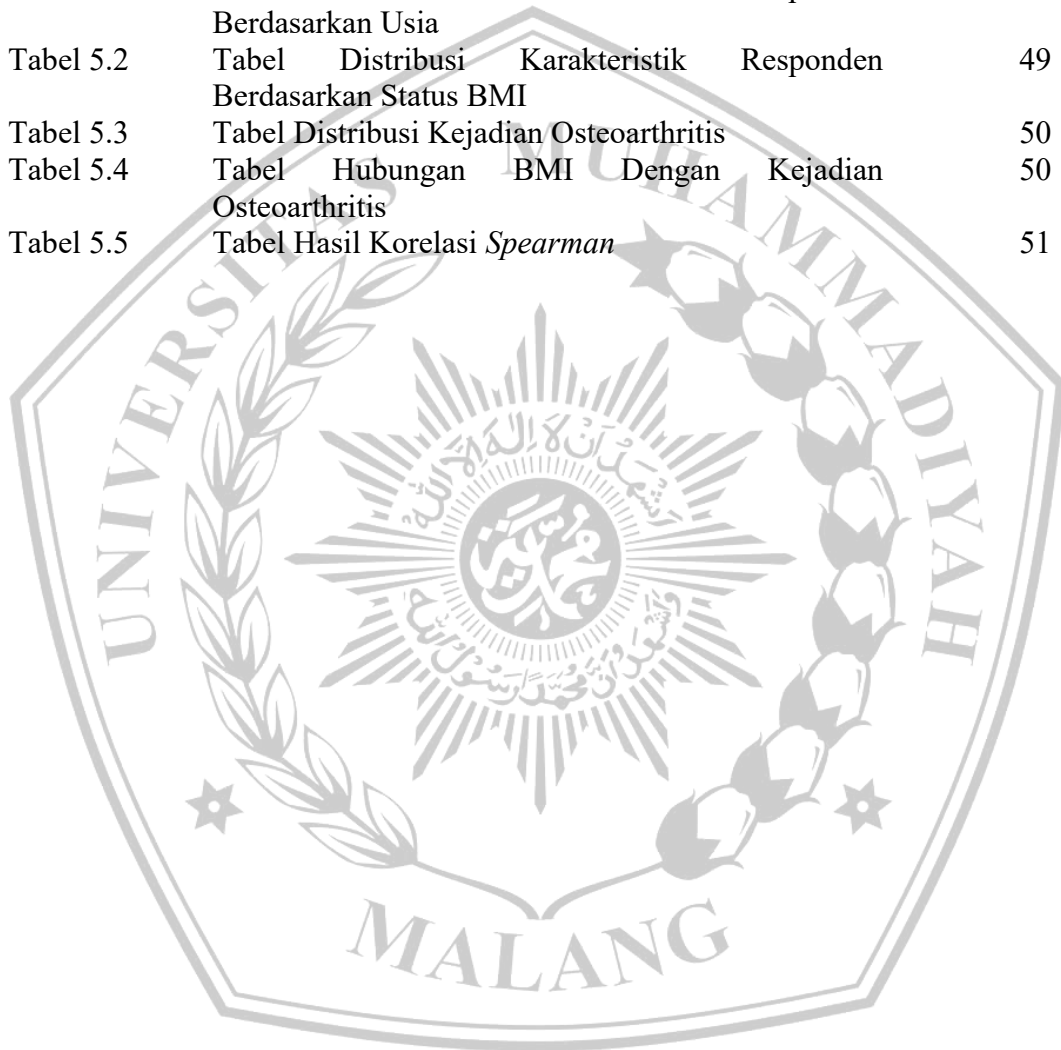 Berdasarkan Usia
Tabel 5.2 Tabel Distribusi Karakteristik Responden 49
Berdasarkan Status BMI
Tabel 5.3 Tabel Distribusi Kejadian Osteoarthritis 50
Tabel 5.4 Tabel Hubungan BMI Dengan Kejadian 50
Osteoarthritis
Tabel 5.5 Tabel Hasil Korelasi Spearman 51
UNIVERSITAS MUHAMMADIYAH
MALANG